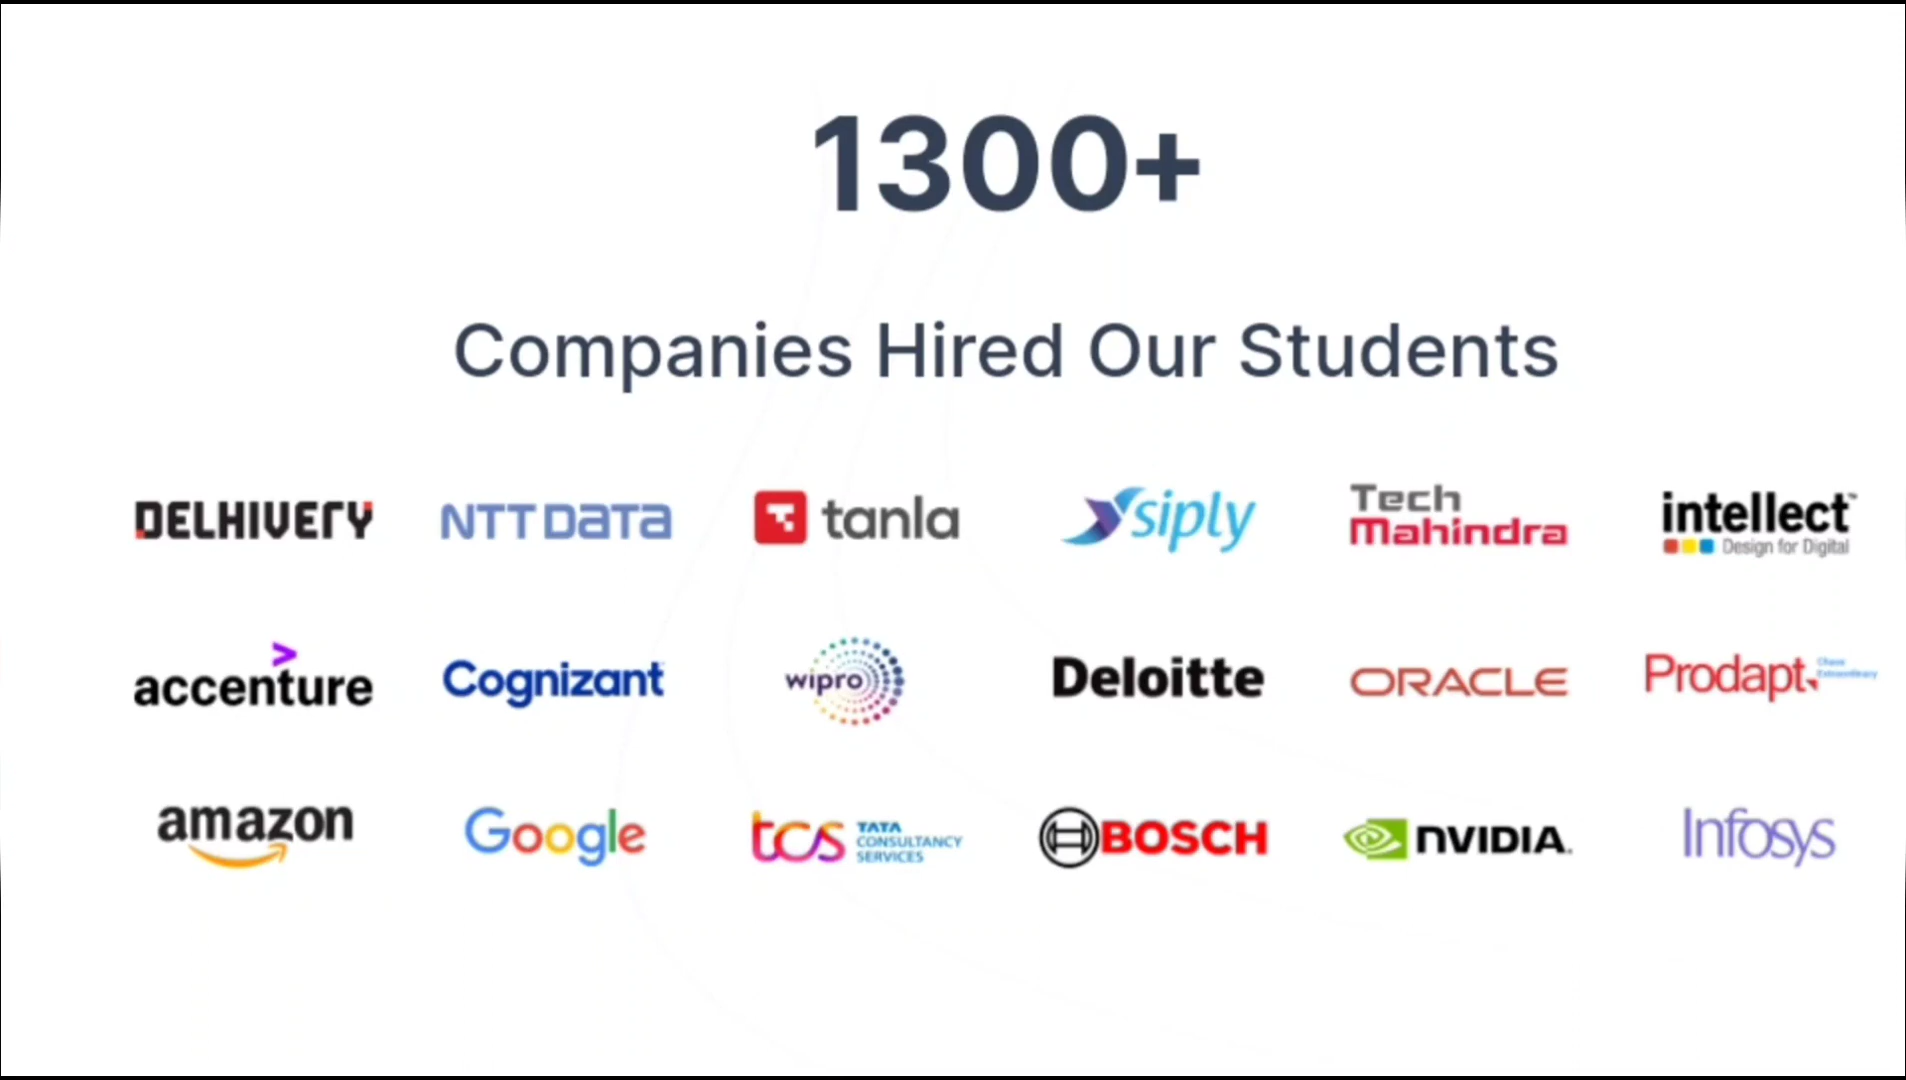 1300+
Companies Hired Our Students
DELHIVERY
NTT DATA
tanla
siply
Tech
Mahindra
intellect
Design for Digital
accenture
Cognizant
wipro
Deloitte
ORACLE
Prodapt
amazon
Google
tcs
TATA
CONSULTANCY
SERVICES
BOSCH
NVIDIA.
Infosys